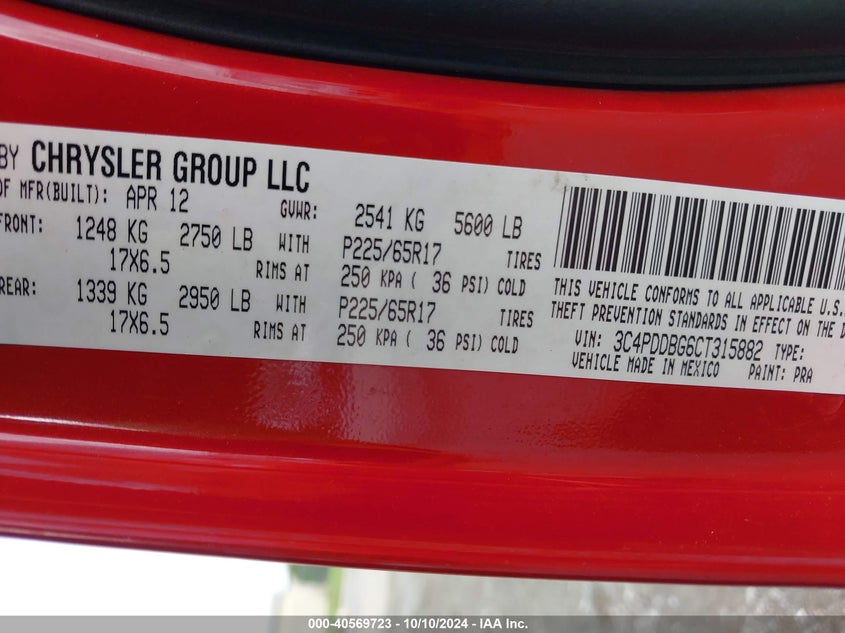 BY CHRYSLER GROUP LLC
OF MFR(BUILT): APR 12 GVWR: 2541 KG 5600 LB
FRONT: 1248 KG 2750 LB WITH P225/65R17 TIRES
17X6.5 RIMS AT 250 KPA ( 36 PSI) COLD
REAR: 1339 KG 2950 LB WITH P225/65R17 TIRES
17X6.5 RIMS AT 250 KPA ( 36 PSI) COLD
THIS VEHICLE CONFORMS TO ALL APPLICABLE U.S.
THEFT PREVENTION STANDARDS IN EFFECT ON THE D
VIN: 3C4PDDBG6CT315882 TYPE:
VEHICLE MADE IN MEXICO PAINT: PRA
000-40569723 - 10/10/2024 - IAA Inc.